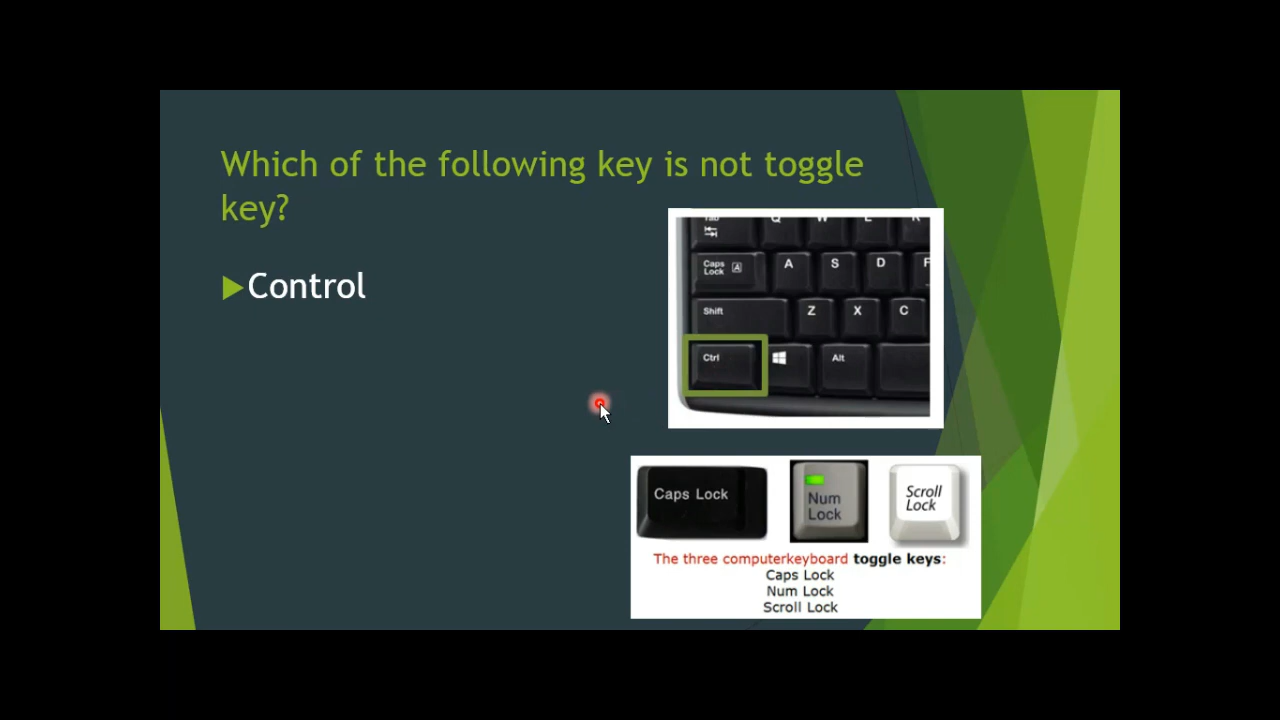 Which of the following key is not toggle
key?
Control
Tab Q W E R
Caps
Lock A A S D F
Shift Z X C
Ctrl Alt
Caps Lock
Num
Lock
Scroll
Lock
The three computerkeyboard toggle keys:
Caps Lock
Num Lock
Scroll Lock